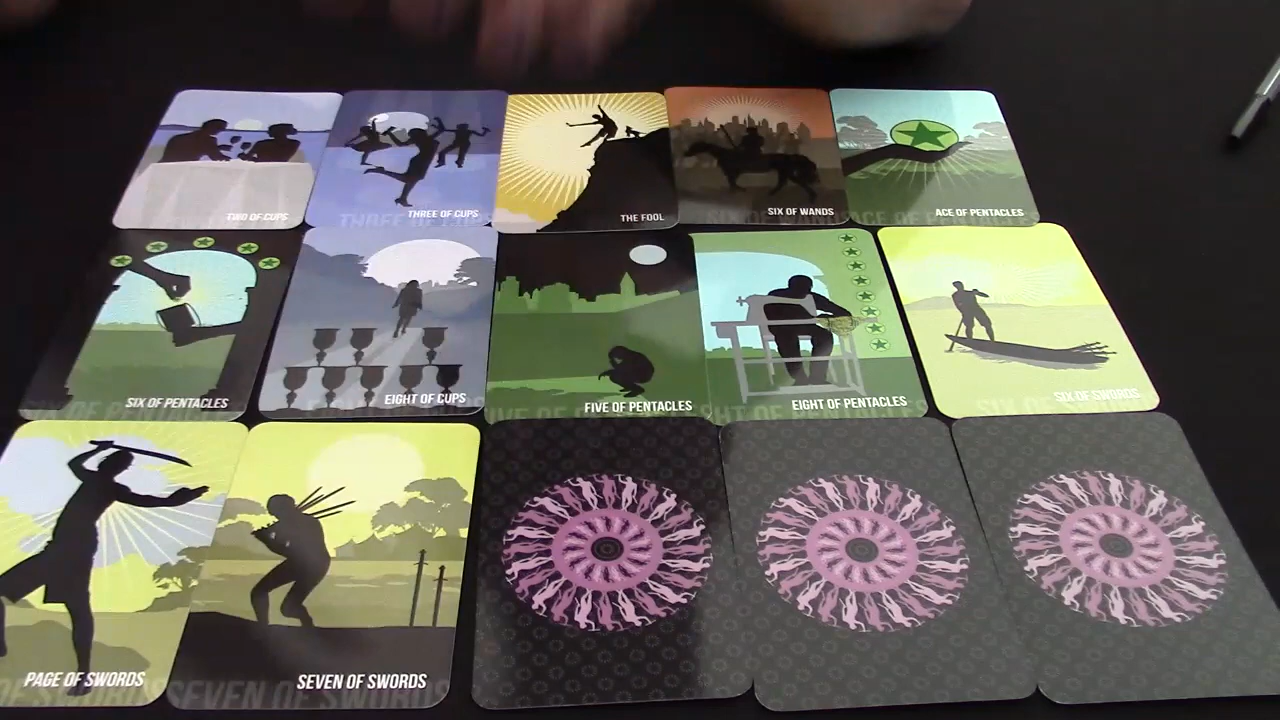 TWO OF CUPS
THREE OF CUPS
THE FOOL
SIX OF WANDS
ACE OF PENTACLES
SIX OF PENTACLES
EIGHT OF CUPS
FIVE OF PENTACLES
EIGHT OF PENTACLES
SIX OF SWORDS
PAGE OF SWORDS
SEVEN OF SWORDS